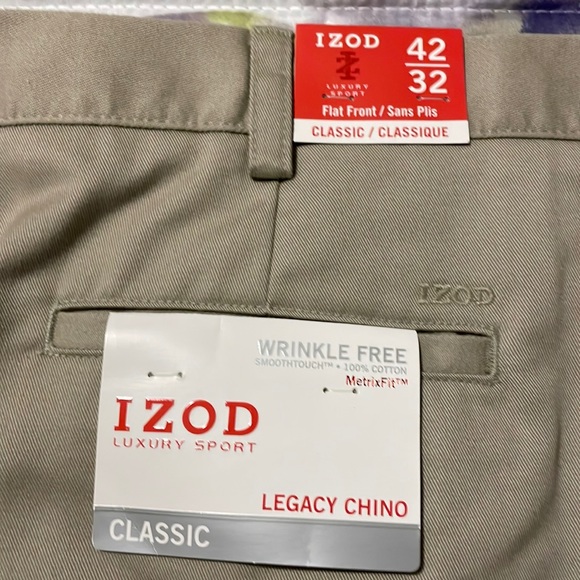 IZOD
42
32
LUXURY
SPORT
Flat Front / Sans Plis
CLASSIC / CLASSIQUE
IZOD
WRINKLE FREE
SMOOTHTOUCH™ • 100% COTTON
MetrixFit™
IZOD
LUXURY SPORT
LEGACY CHINO
CLASSIC